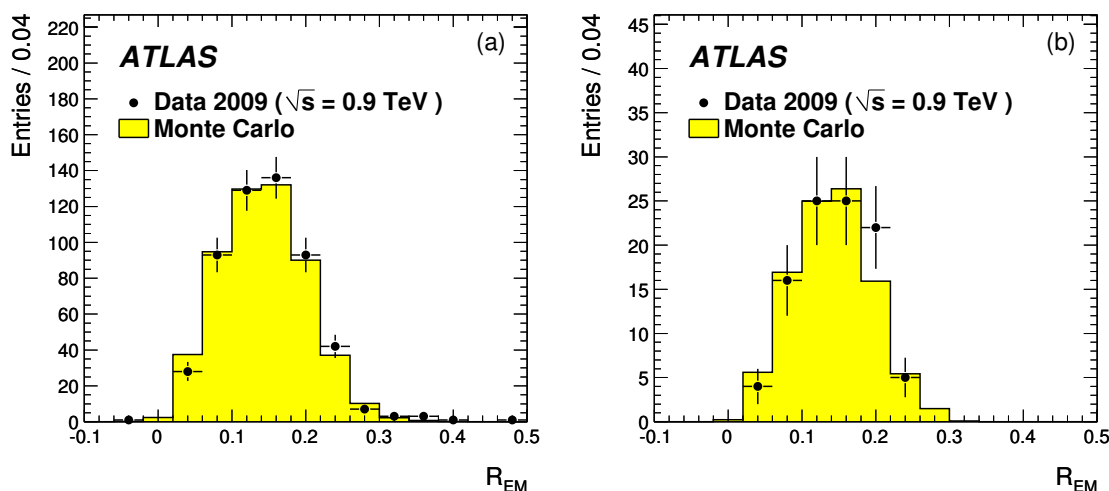 Entries / 0.04
220
200
180
160
140
120
100
80
60
40
20
0
ATLAS
(a)
Data 2009 (√s = 0.9 TeV )
Monte Carlo
-0.1 0 0.1 0.2 0.3 0.4 0.5
R_EM
Entries / 0.04
45
40
35
30
25
20
15
10
5
0
ATLAS
(b)
Data 2009 (√s = 0.9 TeV )
Monte Carlo
-0.1 0 0.1 0.2 0.3 0.4 0.5
R_EM